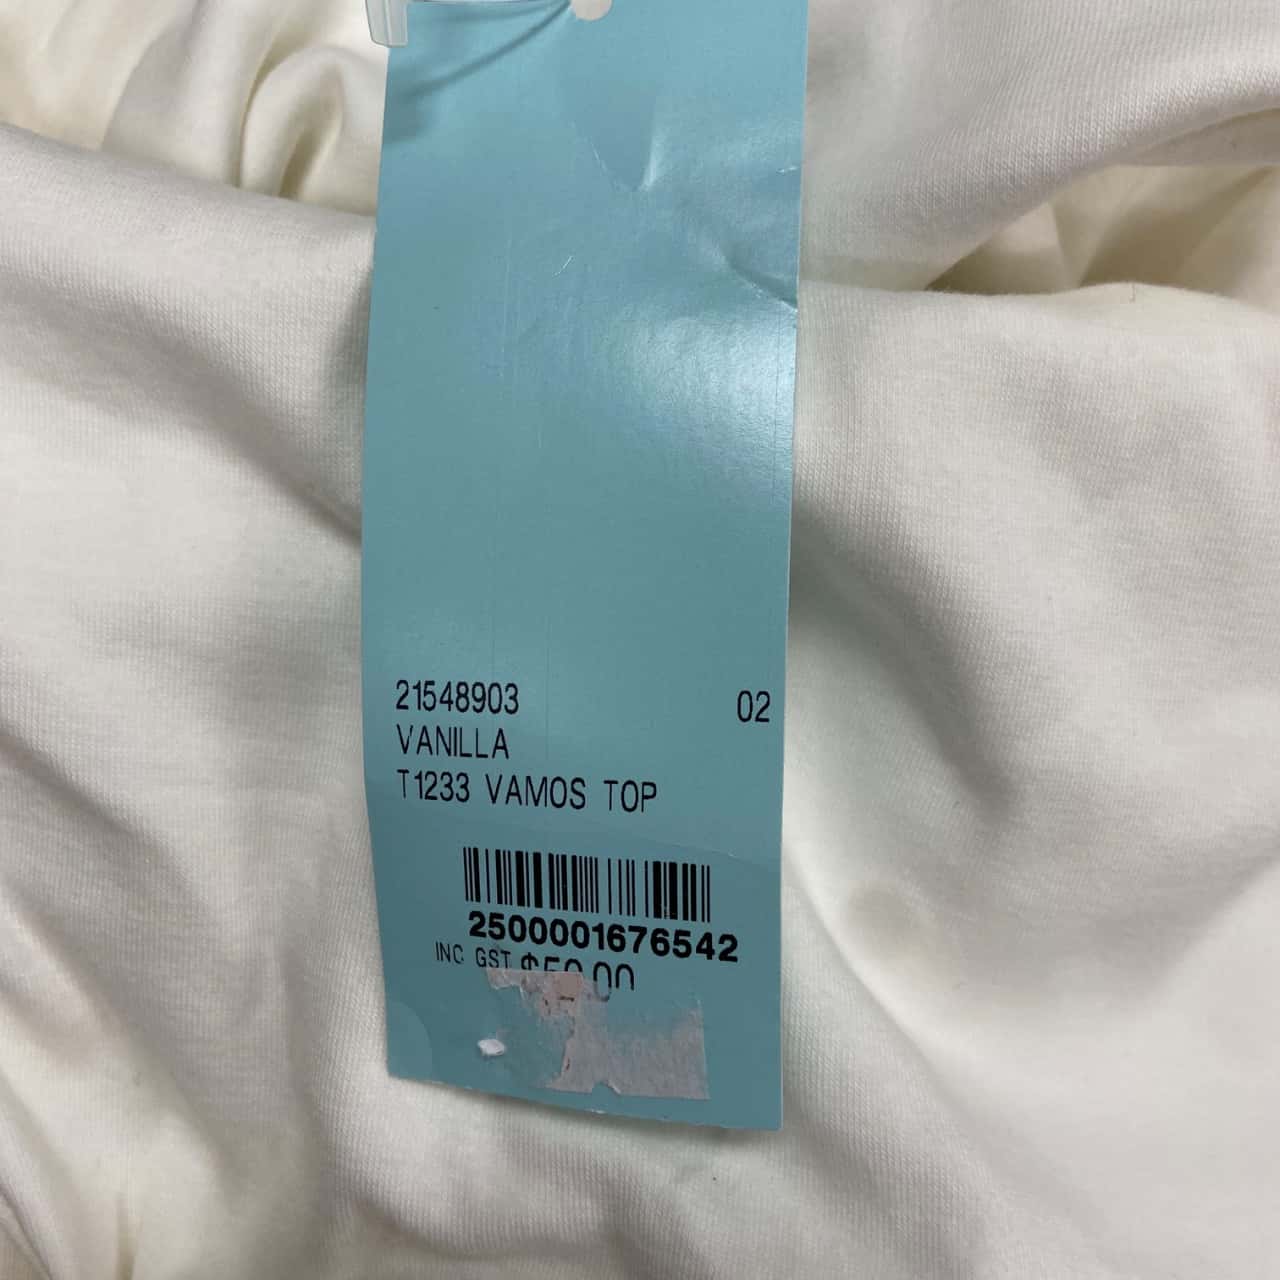 21548903 02
VANILLA
T1233 VAMOS TOP
2500001676542
INC GST